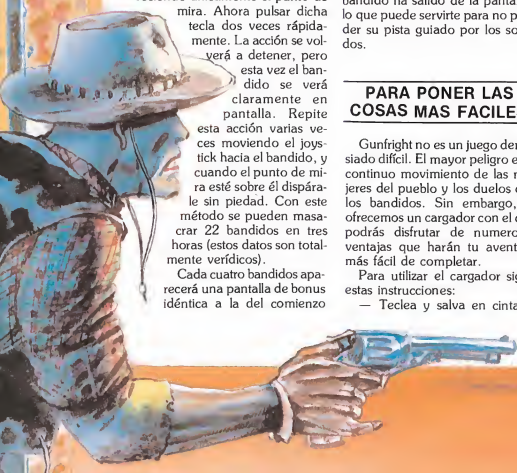 mira. Ahora pulsar dicha
tecla dos veces rápida-
mente. La acción se vol-
verá a detener, pero
esta vez el ban-
dido se verá
claramente en
pantalla. Repite
esta acción varias ve-
ces moviendo el joys-
tick hacia el bandido, y
cuando el punto de mi-
ra esté sobre él dispára-
le sin piedad. Con este
método se pueden masa-
crar 22 bandidos en tres
horas (estos datos son total-
mente verídicos).
Cada cuatro bandidos apa-
recerá una pantalla de bonus
idéntica a la del comienzo
lo que puede servirte para no p
der su pista guiado por los so
dos.
PARA PONER LAS
COSAS MAS FACILE
Gunfright no es un juego de
siado difícil. El mayor peligro e
continuo movimiento de las
jeres del pueblo y los duelos
los bandidos. Sin embargo,
ofrecemos un cargador con el
podrás disfrutar de numero
ventajas que harán tu avent
más fácil de completar.
Para utilizar el cargador sig
estas instrucciones:
— Teclea y salva en cinta